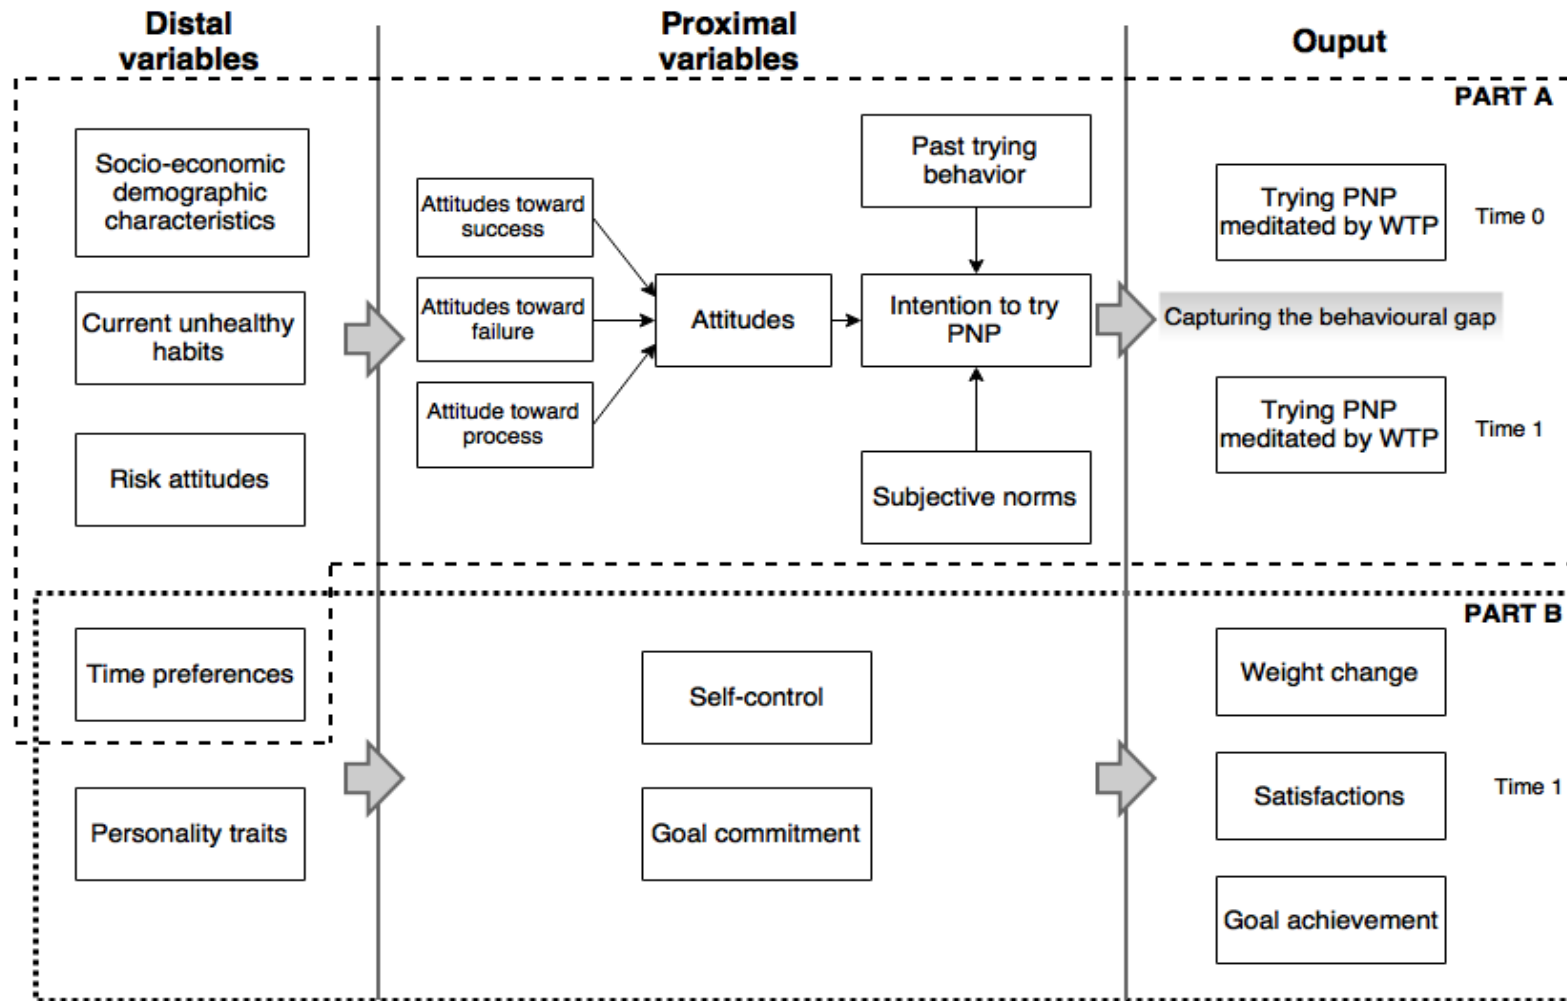 Distal
variables
Proximal
variables
Ouput
PART A
Socio-economic
demographic
characteristics
Current unhealthy
habits
Risk attitudes
Attitudes toward
success
Attitudes toward
failure
Attitude toward
process
Attitudes
Past trying
behavior
Intention to try
PNP
Subjective norms
Trying PNP
meditated by WTP
Time 0
Capturing the behavioural gap
Trying PNP
meditated by WTP
Time 1
PART B
Time preferences
Personality traits
Self-control
Goal commitment
Weight change
Satisfactions
Time 1
Goal achievement